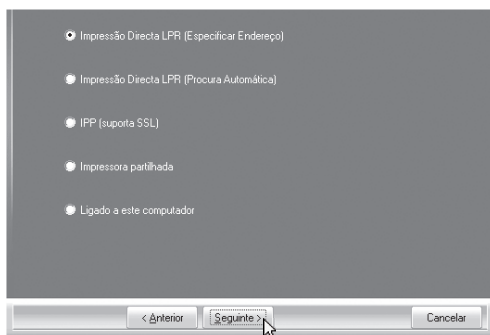 Impressão Directa LPR (Especificar Endereço)
Impressão Directa LPR (Procura Automática)
IPP (suporta SSL)
Impressora partilhada
Ligado a este computador
< Anterior Seguinte > Cancelar